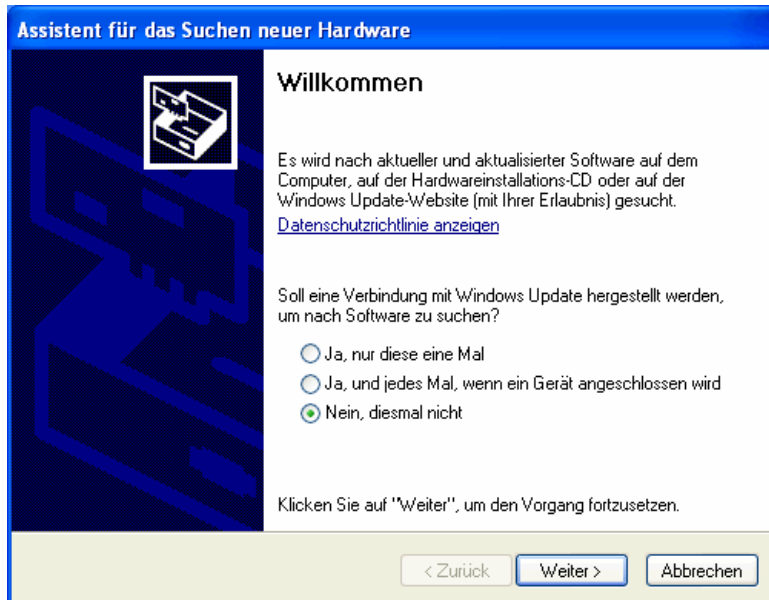 Assistent für das Suchen neuer Hardware
Willkommen
Es wird nach aktueller und aktualisierter Software auf dem
Computer, auf der Hardwareinstallations-CD oder auf der
Windows Update-Website (mit Ihrer Erlaubnis) gesucht.
Datenschutzrichtlinie anzeigen
Soll eine Verbindung mit Windows Update hergestellt werden,
um nach Software zu suchen?
Ja, nur diese eine Mal
Ja, und jedes Mal, wenn ein Gerät angeschlossen wird
Nein, diesmal nicht
Klicken Sie auf "Weiter", um den Vorgang fortzusetzen.
< Zurück Weiter > Abbrechen